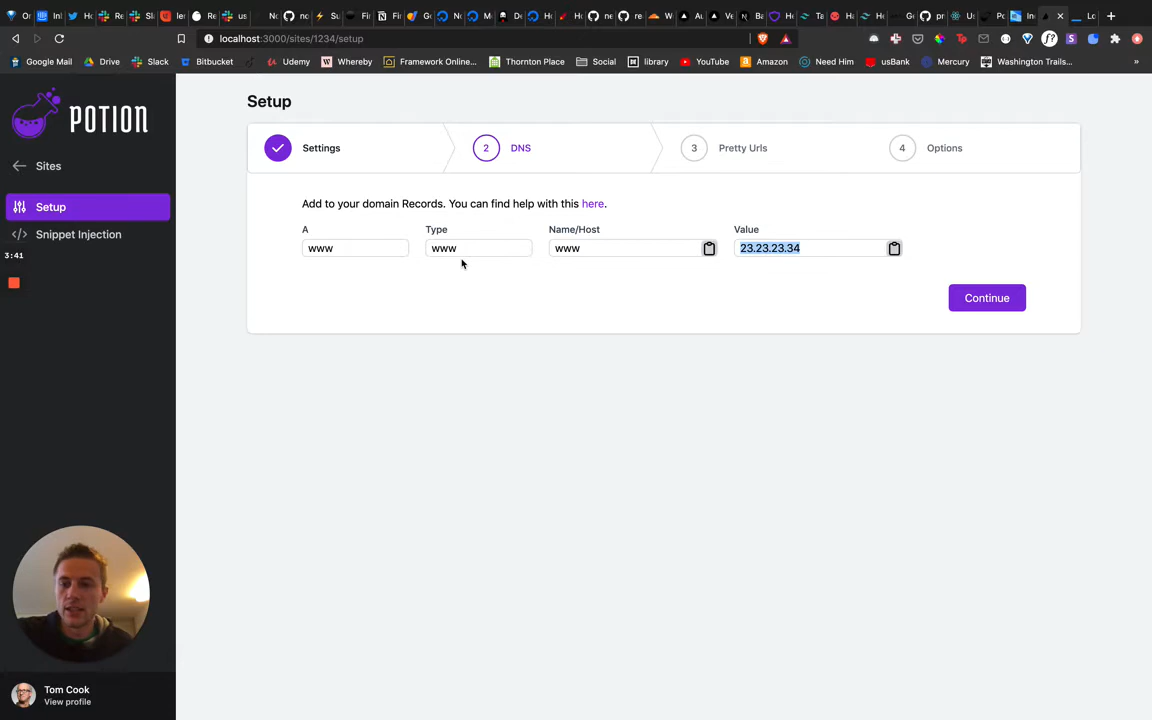 localhost:3000/sites/1234/setup
Google Mail Drive Slack Bitbucket Udemy Whereby Framework Online... Thornton Place Social library YouTube Amazon Need Him usBank Mercury Washington Trails... »
POTION
Sites
Setup
Snippet Injection
3:41
Setup
Settings
2 DNS
3 Pretty Urls
4 Options
Add to your domain Records. You can find help with this here.
A Type Name/Host Value
www www www 23.23.23.34
Continue
Tom Cook
View profile